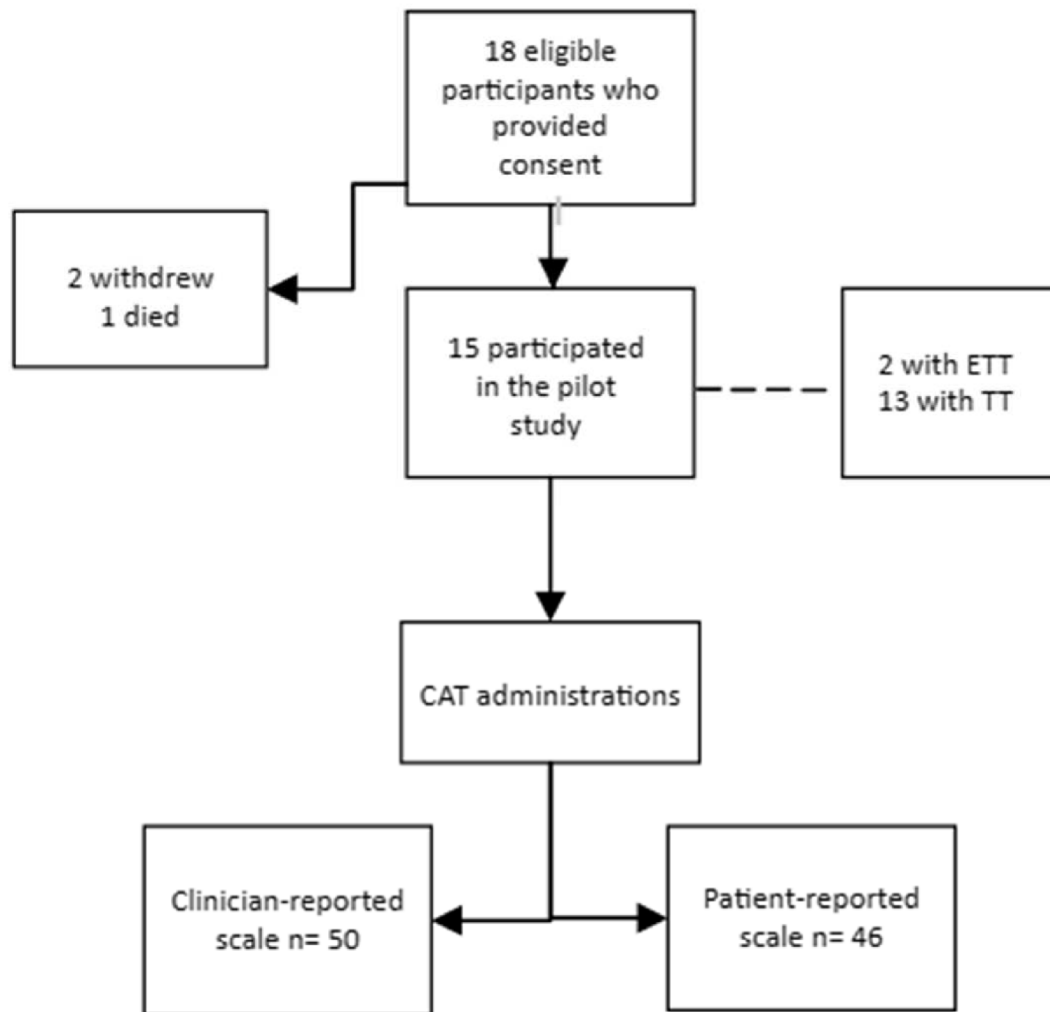 18 eligible
participants who
provided
consent
2 withdrew
1 died
15 participated
in the pilot
study
2 with ETT
13 with TT
CAT administrations
Clinician-reported
scale n= 50
Patient-reported
scale n= 46